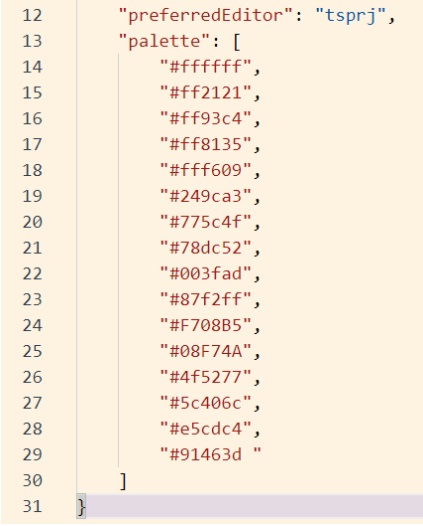 12 "preferredEditor": "tsprj",
13 "palette": [
14 "#ffffff",
15 "#ff2121",
16 "#ff93c4",
17 "#ff8135",
18 "#fff609",
19 "#249ca3",
20 "#775c4f",
21 "#78dc52",
22 "#003fad",
23 "#87f2ff",
24 "#F708B5",
25 "#08F74A",
26 "#4f5277",
27 "#5c406c",
28 "#e5cdc4",
29 "#91463d "
30 ]
31 }